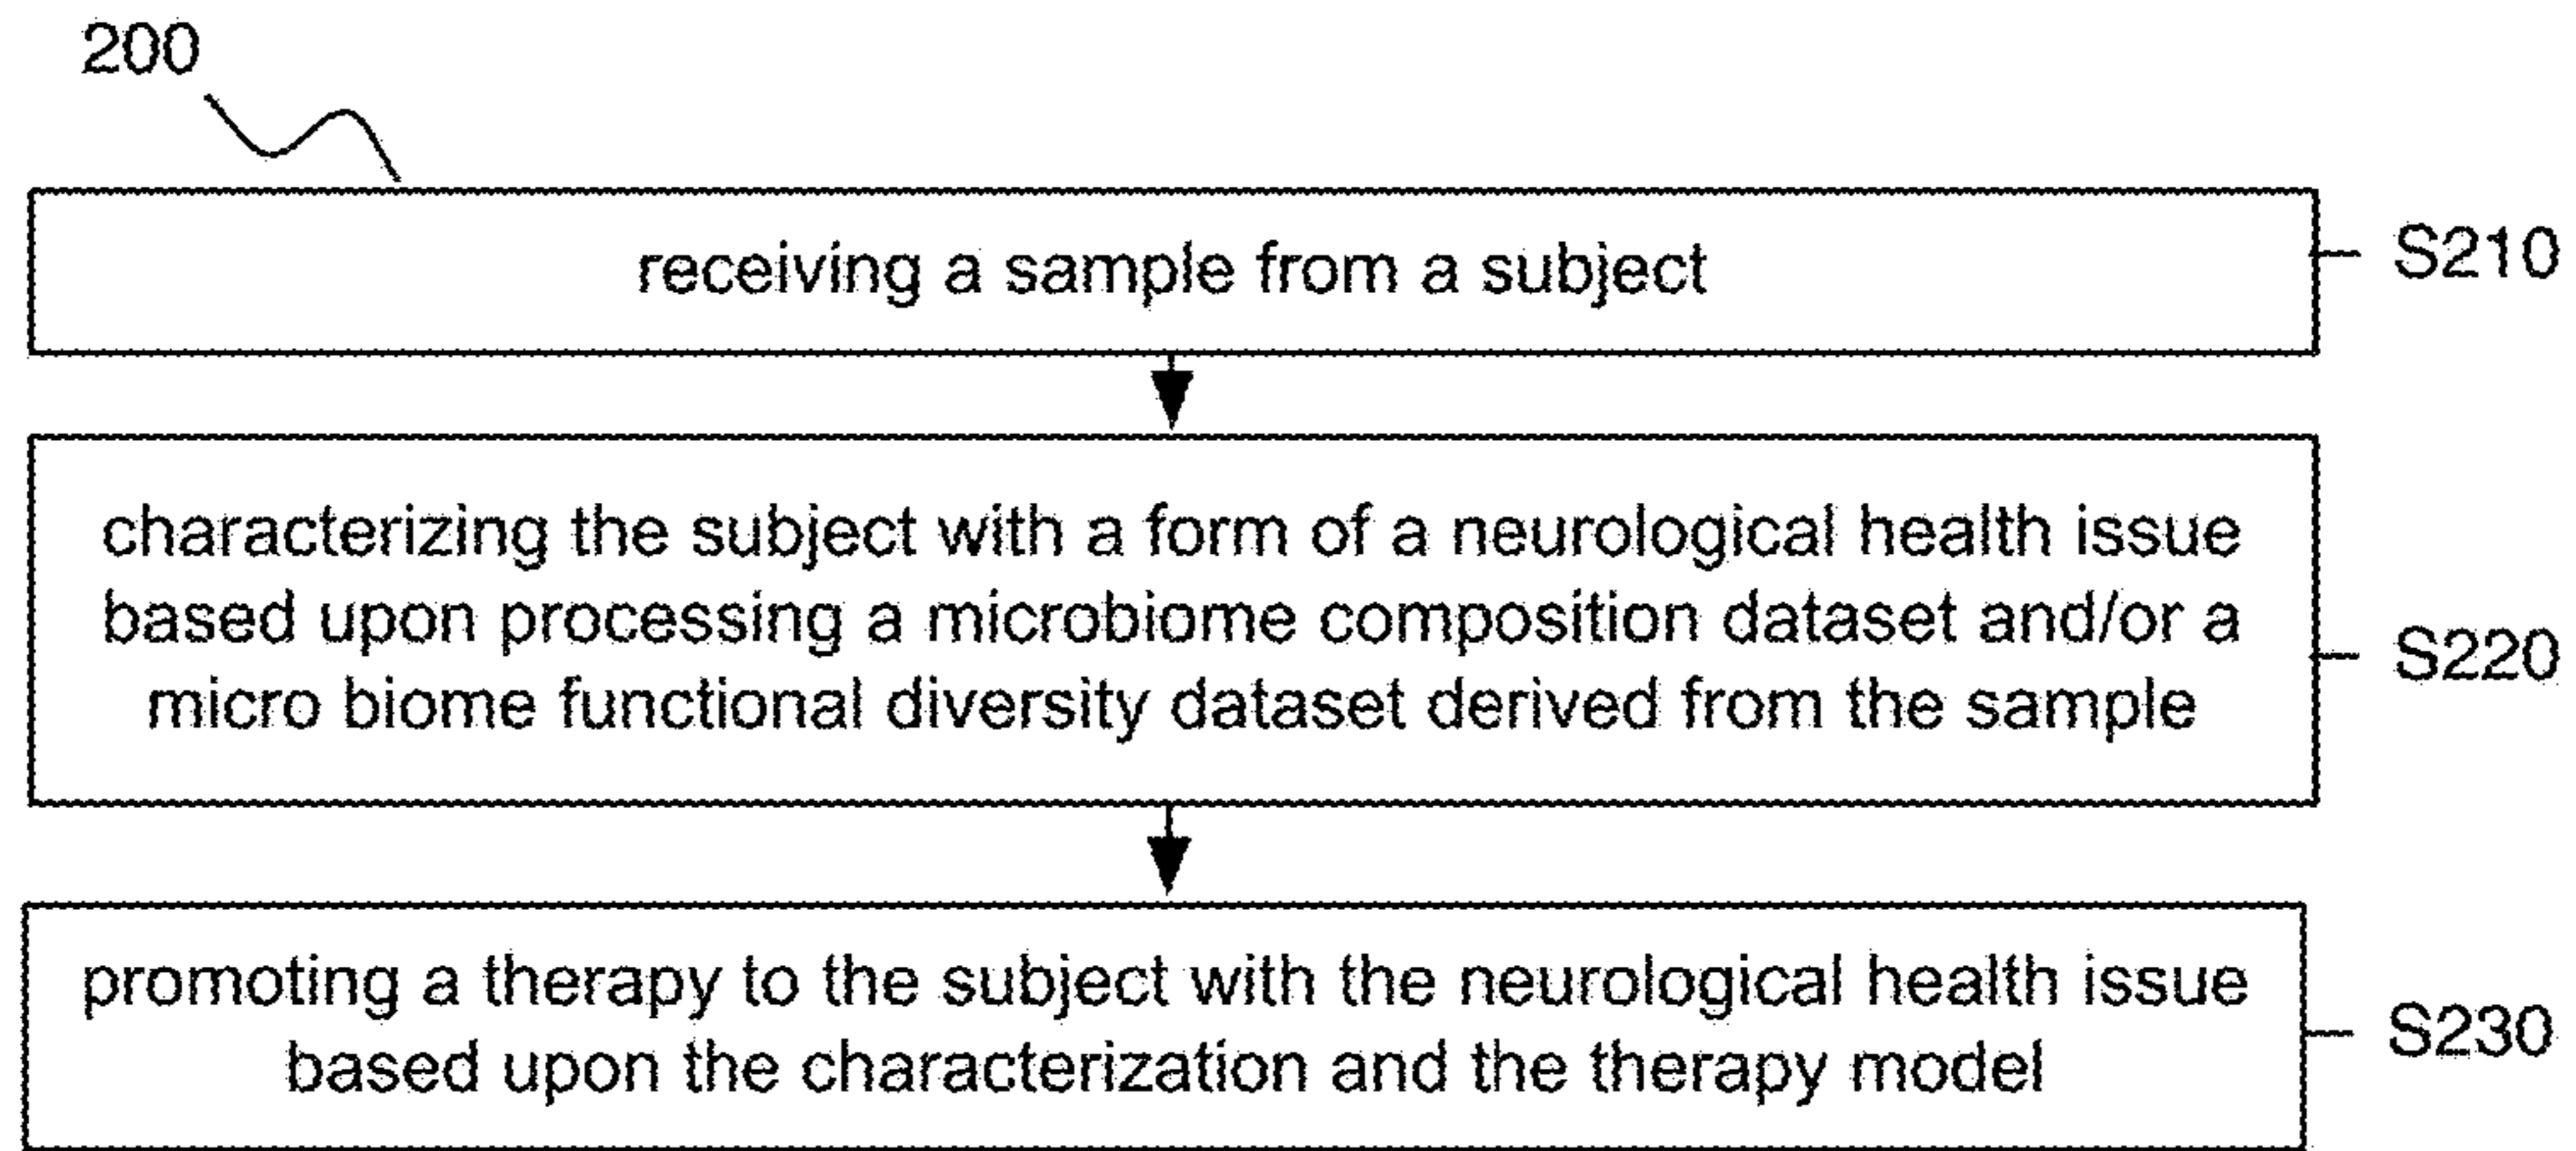 200
receiving a sample from a subject
S210
characterizing the subject with a form of a neurological health issue
based upon processing a microbiome composition dataset and/or a
micro biome functional diversity dataset derived from the sample
S220
promoting a therapy to the subject with the neurological health issue
based upon the characterization and the therapy model
S230